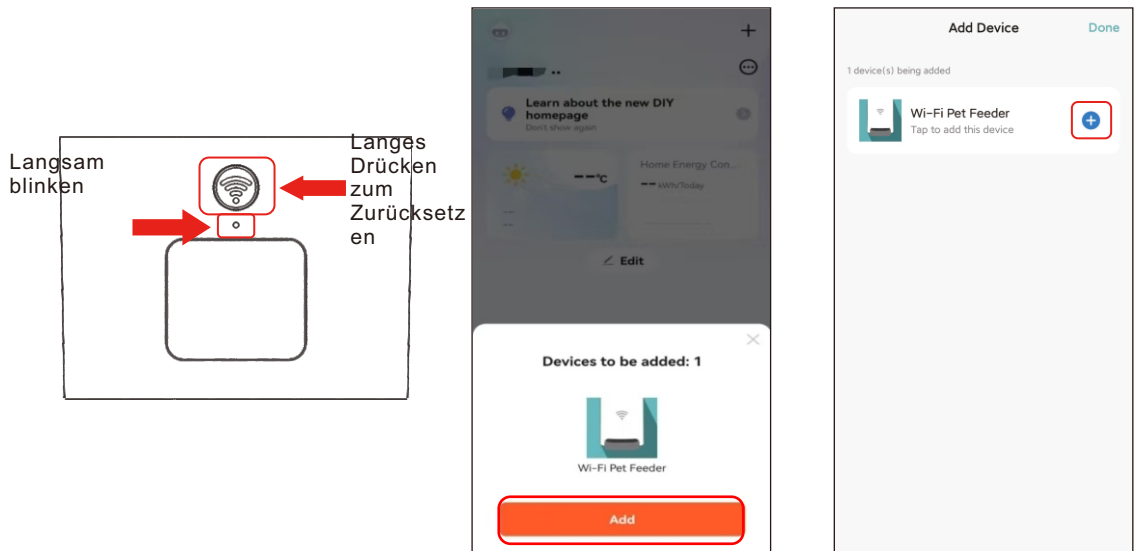 Langsam
blinken
Langes
Drücken
zum
Zurücksetz
en
Learn about the new DIY
homepage
Don't show again
--°C
Home Energy Con...
-- kWh/Today
--
--
Edit
Devices to be added: 1
Wi-Fi Pet Feeder
Add
Add Device
Done
1 device(s) being added
Wi-Fi Pet Feeder
Tap to add this device